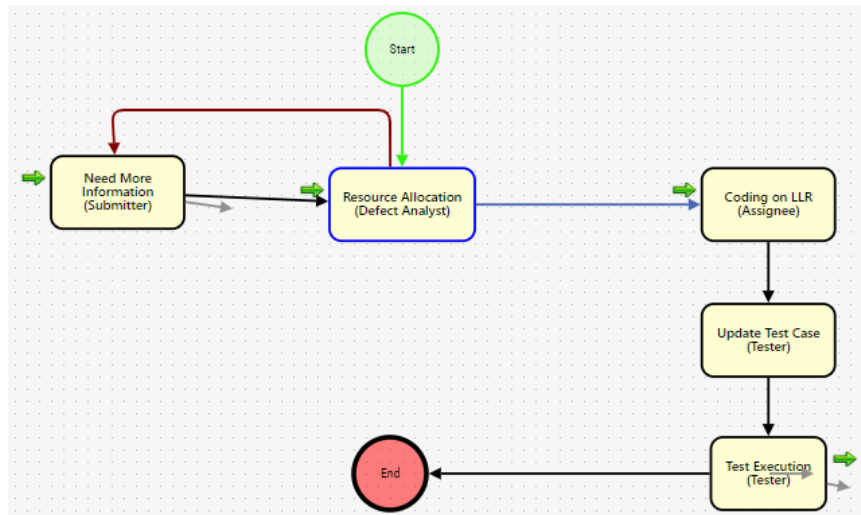 Start
Need More
Information
(Submitter)
Resource Allocation
(Defect Analyst)
Coding on LLR
(Assignee)
Update Test Case
(Tester)
Test Execution
(Tester)
End